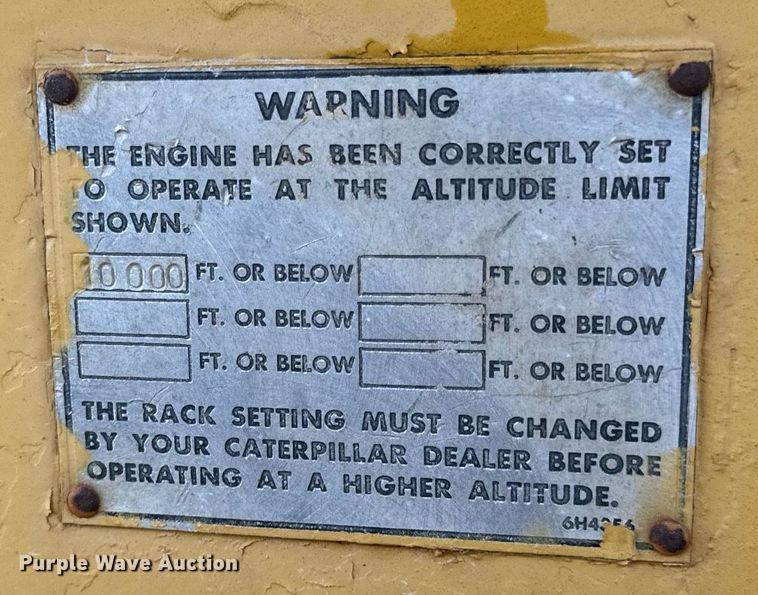 WARNING
THE ENGINE HAS BEEN CORRECTLY SET
TO OPERATE AT THE ALTITUDE LIMIT
SHOWN.
10000 FT. OR BELOW FT. OR BELOW
FT. OR BELOW FT. OR BELOW
FT. OR BELOW FT. OR BELOW
THE RACK SETTING MUST BE CHANGED
BY YOUR CATERPILLAR DEALER BEFORE
OPERATING AT A HIGHER ALTITUDE.
Purple Wave Auction